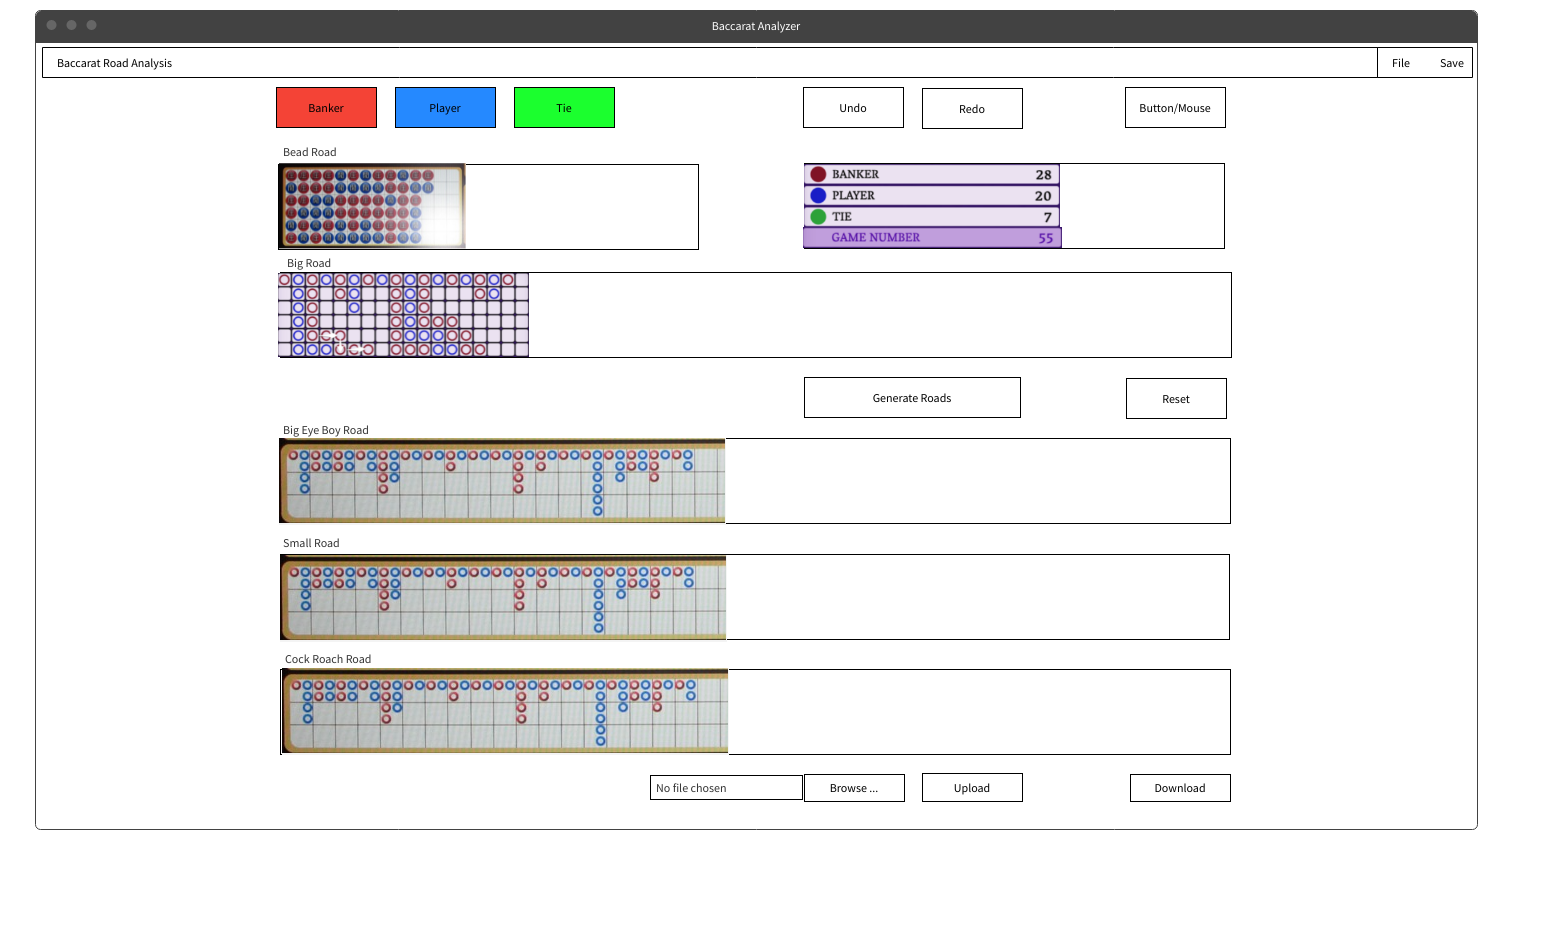 Baccarat Analyzer
Baccarat Road Analysis
File
Save
Banker
Player
Tie
Undo
Redo
Button/Mouse
Bead Road
BANKER 28
PLAYER 20
TIE 7
GAME NUMBER 55
Big Road
Generate Roads
Reset
Big Eye Boy Road
Small Road
Cock Roach Road
No file chosen
Browse ...
Upload
Download